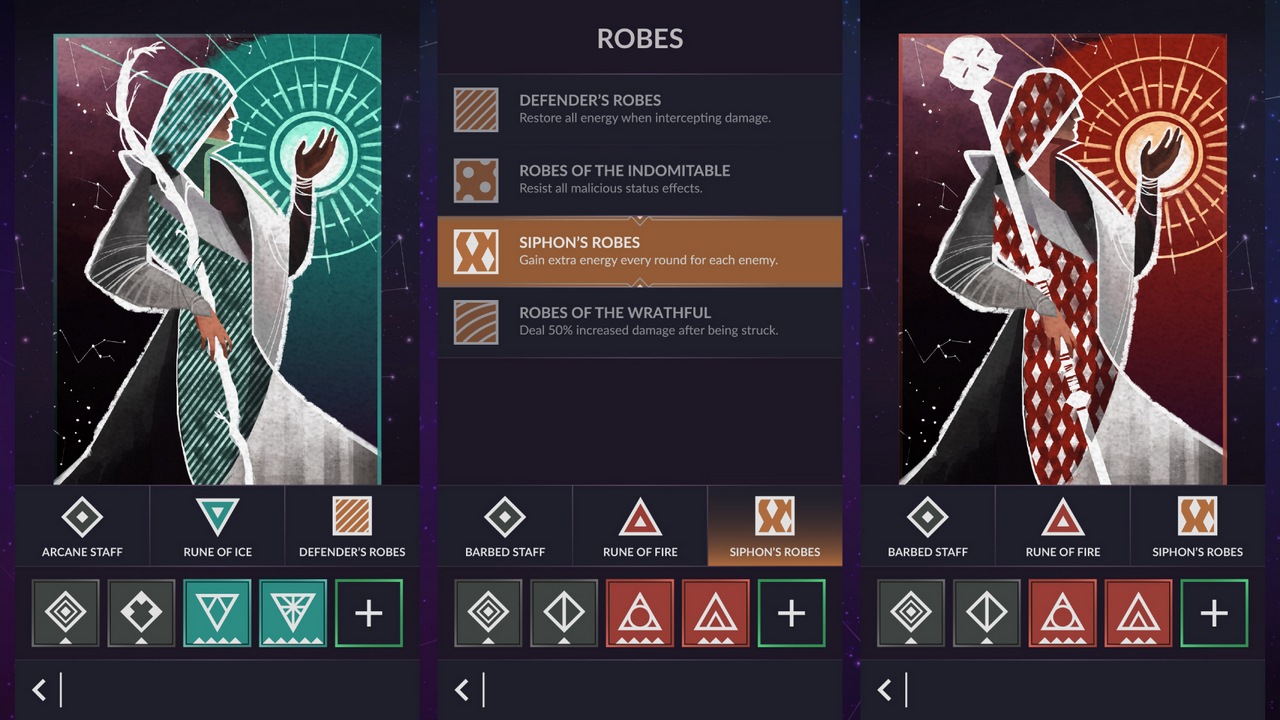 ARCANE STAFF
RUNE OF ICE
DEFENDER'S ROBES
ROBES
DEFENDER'S ROBES
Restore all energy when intercepting damage.
ROBES OF THE INDOMITABLE
Resist all malicious status effects.
SIPHON'S ROBES
Gain extra energy every round for each enemy.
ROBES OF THE WRATHFUL
Deal 50% increased damage after being struck.
BARBED STAFF
RUNE OF FIRE
SIPHON'S ROBES
BARBED STAFF
RUNE OF FIRE
SIPHON'S ROBES